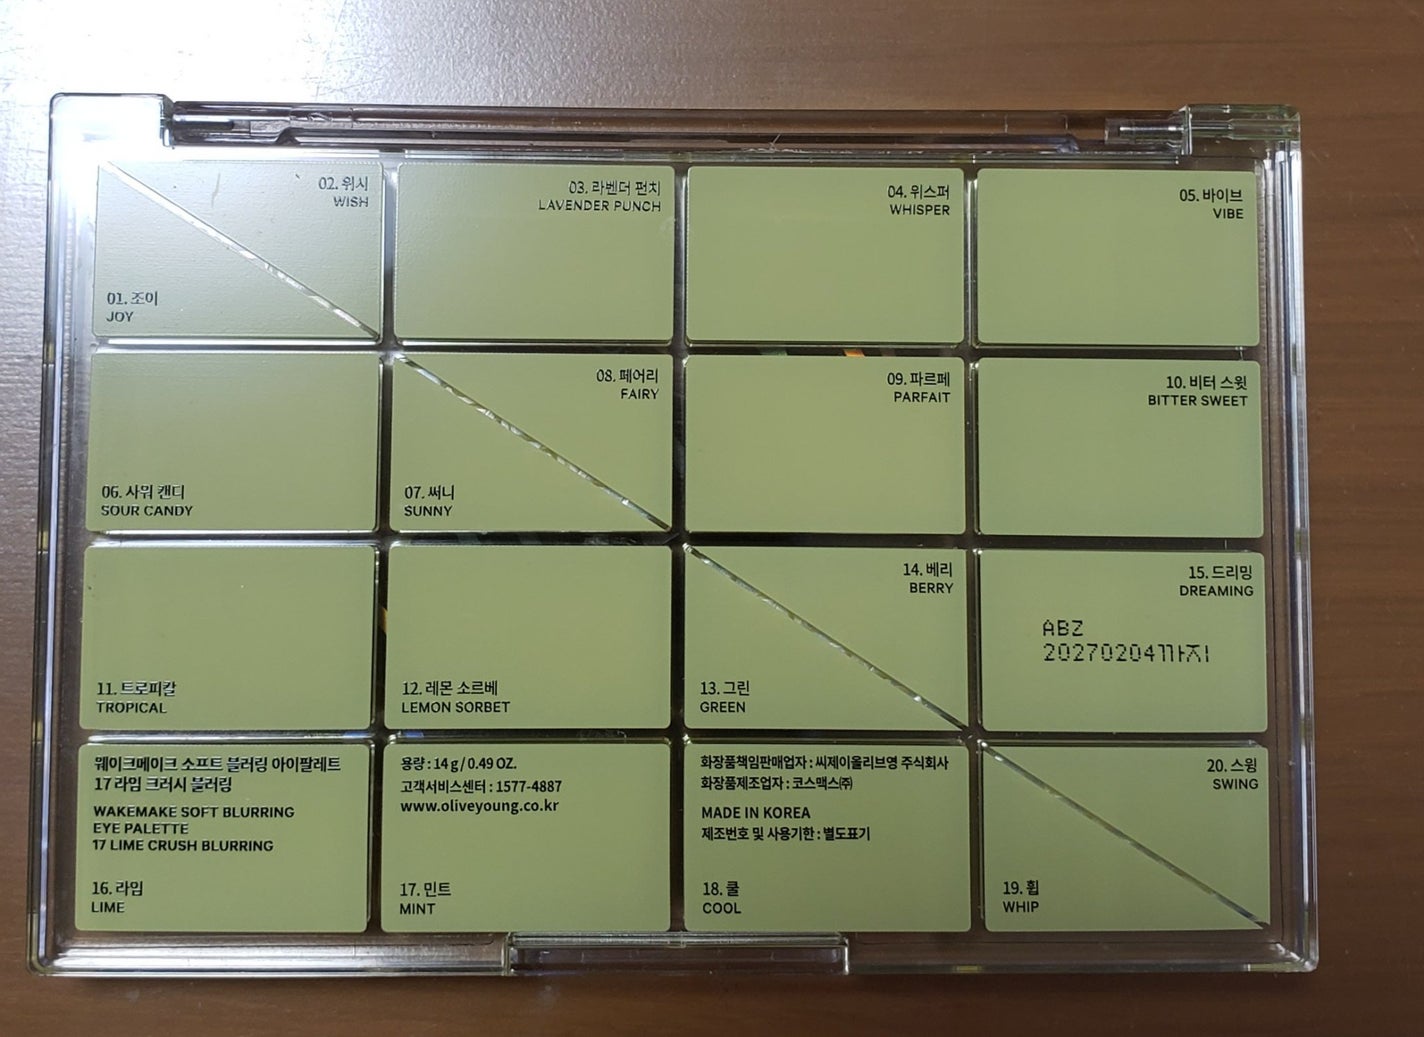 02. 위시
WISH
01. 조이
JOY
03. 라벤더 펀치
LAVENDER PUNCH
04. 위스퍼
WHISPER
05. 바이브
VIBE
06. 사워 캔디
SOUR CANDY
08. 페어리
FAIRY
07. 써니
SUNNY
09. 파르페
PARFAIT
10. 비터 스윗
BITTER SWEET
11. 트로피칼
TROPICAL
12. 레몬 소르베
LEMON SORBET
14. 베리
BERRY
13. 그린
GREEN
15. 드리밍
DREAMING
ABZ
20270204까지
웨이크메이크 소프트 블러링 아이팔레트
17 라임 크러시 블러링
WAKEMAKE SOFT BLURRING
EYE PALETTE
17 LIME CRUSH BLURRING
16. 라임
LIME
용량 : 14 g / 0.49 OZ.
고객서비스센터 : 1577-4887
www.oliveyoung.co.kr
17. 민트
MINT
화장품책임판매업자 : 씨제이올리브영 주식회사
화장품제조업자 : 코스맥스㈜
MADE IN KOREA
제조번호 및 사용기한 : 별도표기
18. 쿨
COOL
20. 스윙
SWING
19. 휩
WHIP